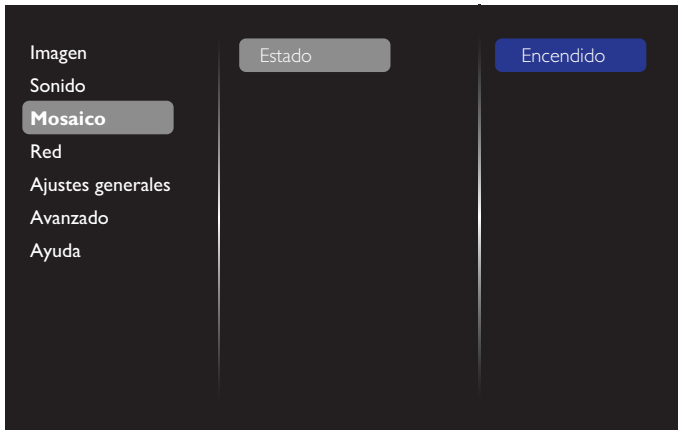 Imagen
Sonido
Mosaico
Red
Ajustes generales
Avanzado
Ayuda
Estado
Encendido